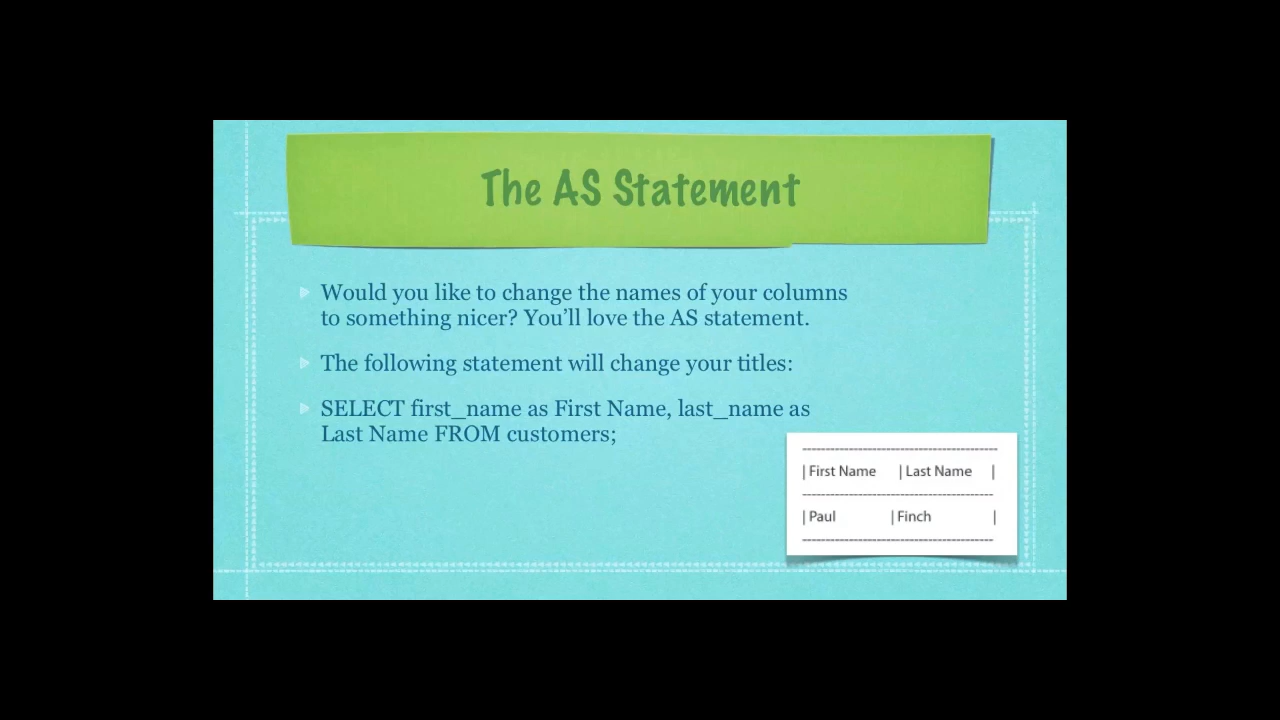 The AS Statement
Would you like to change the names of your columns
to something nicer? You’ll love the AS statement.
The following statement will change your titles:
SELECT first_name as First Name, last_name as
Last Name FROM customers;
------------------------------------------
| First Name | Last Name |
-----------------------------------------
| Paul | Finch |
-----------------------------------------